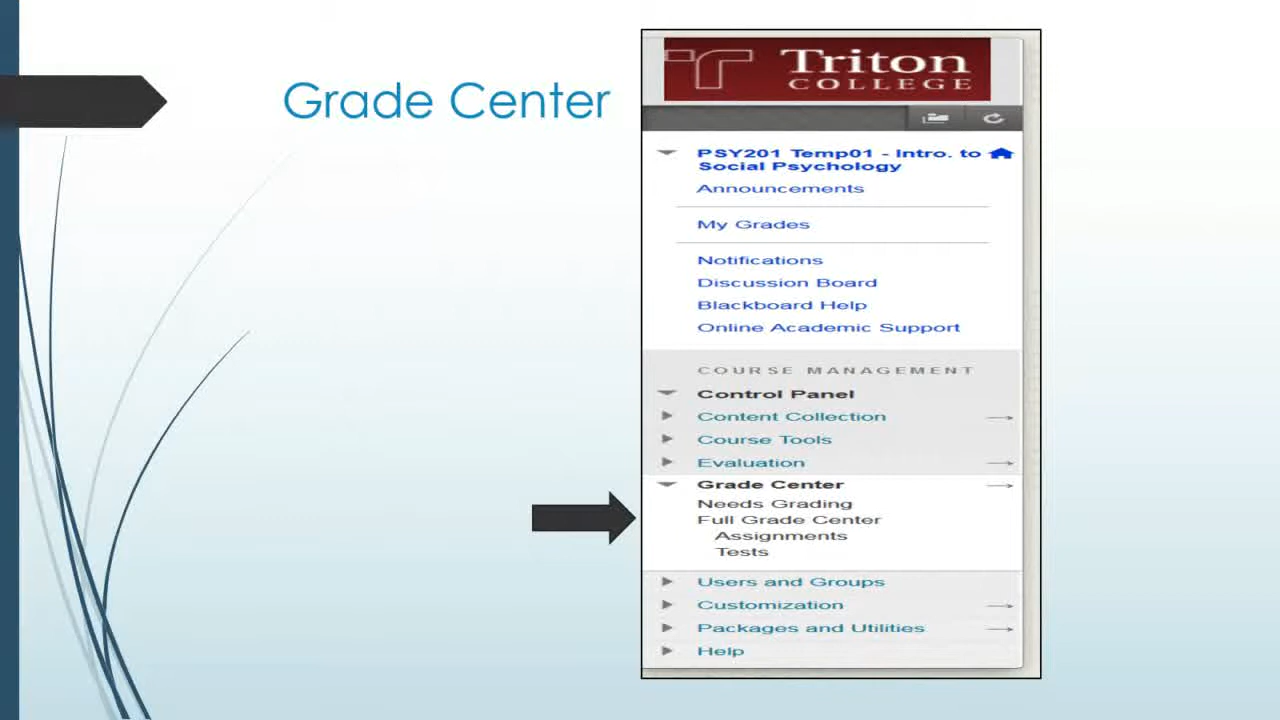 Grade Center
Triton
COLLEGE
PSY201 Temp01 - Intro. to
Social Psychology
Announcements
My Grades
Notifications
Discussion Board
Blackboard Help
Online Academic Support
COURSE MANAGEMENT
Control Panel
Content Collection
Course Tools
Evaluation
Grade Center
Needs Grading
Full Grade Center
Assignments
Tests
Users and Groups
Customization
Packages and Utilities
Help